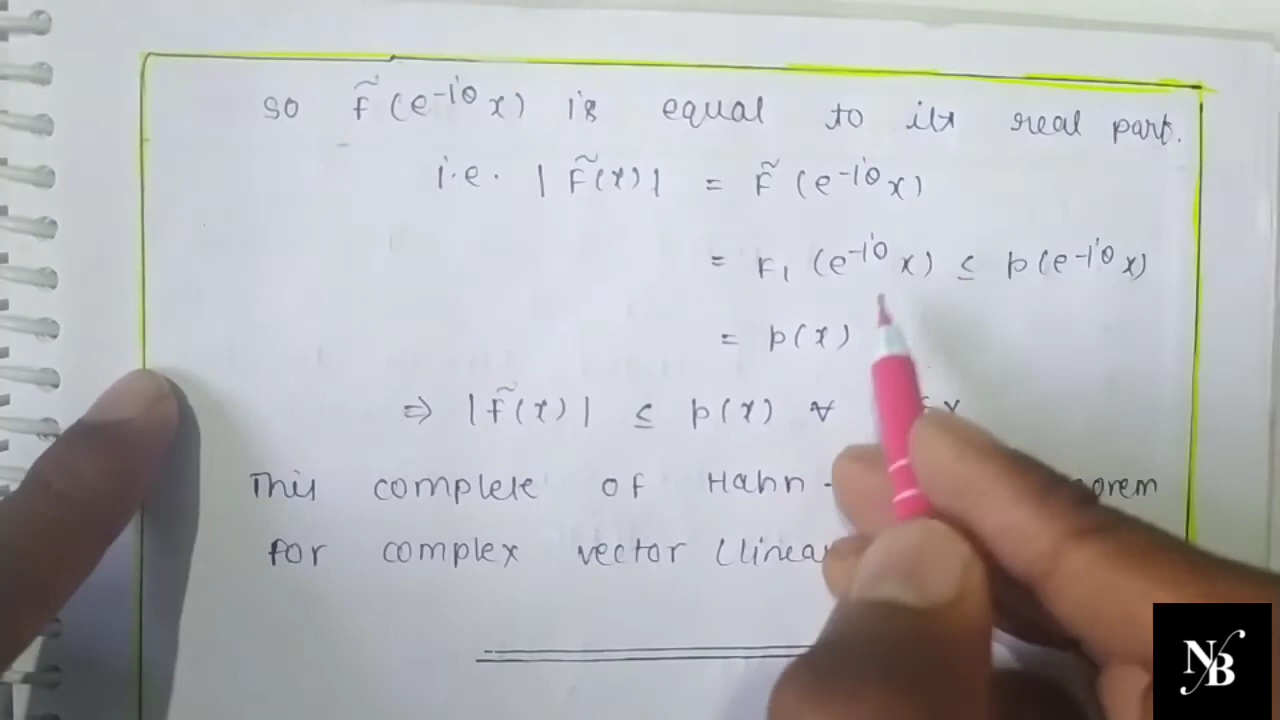 so f̃ (e⁻ⁱᶿ x) is equal to its real part.
i.e. | f̃(x) | = f̃ (e⁻ⁱᶿ x)
= F₁ (e⁻ⁱᶿ x) ≤ p(e⁻ⁱᶿ x)
= p(x)
⇒ | f̃(x) | ≤ p(x) ∀
This complete of Hahn -
for complex vector (linear
NB